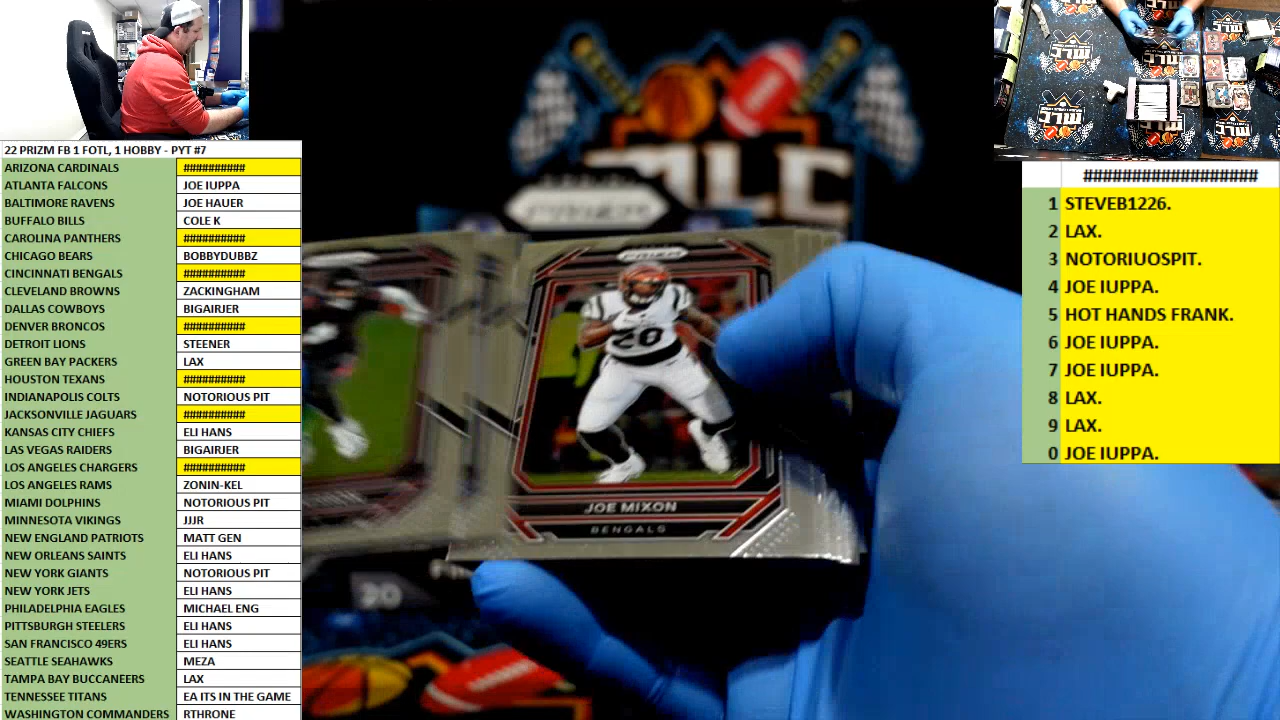 22 PRIZM FB 1 FOTL, 1 HOBBY - PYT #7
ARIZONA CARDINALS ##########
ATLANTA FALCONS JOE IUPPA
BALTIMORE RAVENS JOE HAUER
BUFFALO BILLS COLE K
CAROLINA PANTHERS ##########
CHICAGO BEARS BOBBYDUBBZ
CINCINNATI BENGALS ##########
CLEVELAND BROWNS ZACKINGHAM
DALLAS COWBOYS BIGAIRJER
DENVER BRONCOS ##########
DETROIT LIONS STEENER
GREEN BAY PACKERS LAX
HOUSTON TEXANS ##########
INDIANAPOLIS COLTS NOTORIOUS PIT
JACKSONVILLE JAGUARS ##########
KANSAS CITY CHIEFS ELI HANS
LAS VEGAS RAIDERS BIGAIRJER
LOS ANGELES CHARGERS ##########
LOS ANGELES RAMS ZONIN-KEL
MIAMI DOLPHINS NOTORIOUS PIT
MINNESOTA VIKINGS JJJR
NEW ENGLAND PATRIOTS MATT GEN
NEW ORLEANS SAINTS ELI HANS
NEW YORK GIANTS NOTORIOUS PIT
NEW YORK JETS ELI HANS
PHILADELPHIA EAGLES MICHAEL ENG
PITTSBURGH STEELERS ELI HANS
SAN FRANCISCO 49ERS ELI HANS
SEATTLE SEAHAWKS MEZA
TAMPA BAY BUCCANEERS LAX
TENNESSEE TITANS EA ITS IN THE GAME
WASHINGTON COMMANDERS RTHRONE
MLC
PRIZM
20
JOE MIXON
BENGALS
20
##################
1 STEVEB1226.
2 LAX.
3 NOTORIUOSPIT.
4 JOE IUPPA.
5 HOT HANDS FRANK.
6 JOE IUPPA.
7 JOE IUPPA.
8 LAX.
9 LAX.
0 JOE IUPPA.